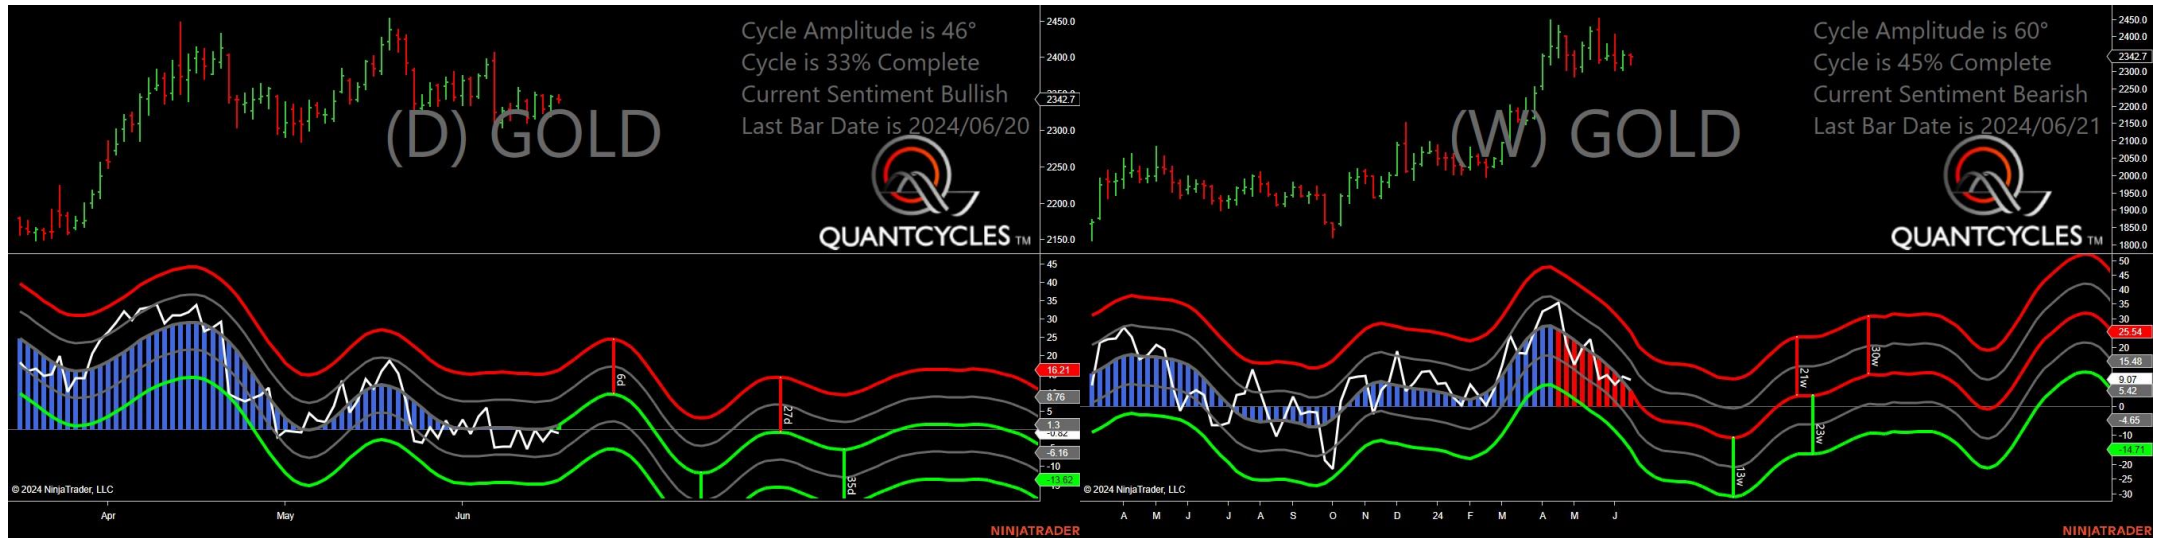 Cycle Amplitude is 46°
Cycle is 33% Complete
Current Sentiment Bullish
Last Bar Date is 2024/06/20
(D) GOLD
QUANTCYCLES TM
2450.0
2400.0
2342.7
2300.0
2250.0
2200.0
2150.0
45
40
35
30
25
20
16.21
8.76
5
1.3
-0.82
-6.16
-10
-13.62
6d
27d
35d
© 2024 NinjaTrader, LLC
Apr May Jun
NINJATRADER
Cycle Amplitude is 60°
Cycle is 45% Complete
Current Sentiment Bearish
Last Bar Date is 2024/06/21
(W) GOLD
QUANTCYCLES TM
2450.0
2400.0
2342.7
2300.0
2250.0
2200.0
2150.0
2100.0
2050.0
2000.0
1950.0
1900.0
1850.0
1800.0
50
45
40
35
30
25.54
20
15.48
9.07
5.42
0
-4.65
-10
-14.71
-20
-25
-30
21w
30w
13w
23w
© 2024 NinjaTrader, LLC
A M J J A S O N D 24 F M A M J
NINJATRADER